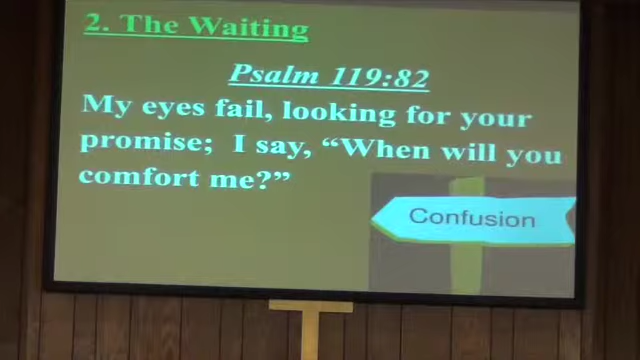 2. The Waiting
Psalm 119:82
My eyes fail, looking for your
promise; I say, “When will you
comfort me?”
Confusion